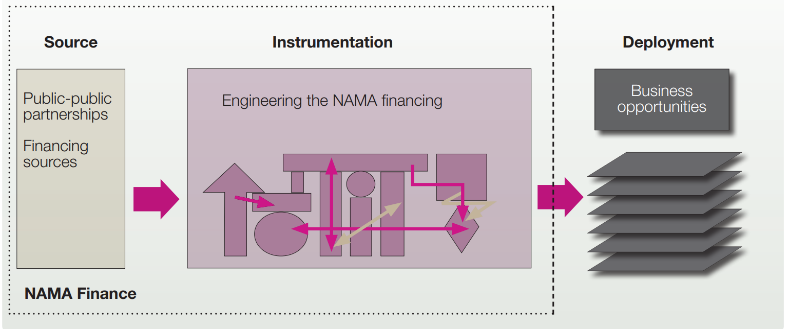 Source
Instrumentation
Deployment
Public-public
partnerships
Financing
sources
Engineering the NAMA financing
Business
opportunities
NAMA Finance